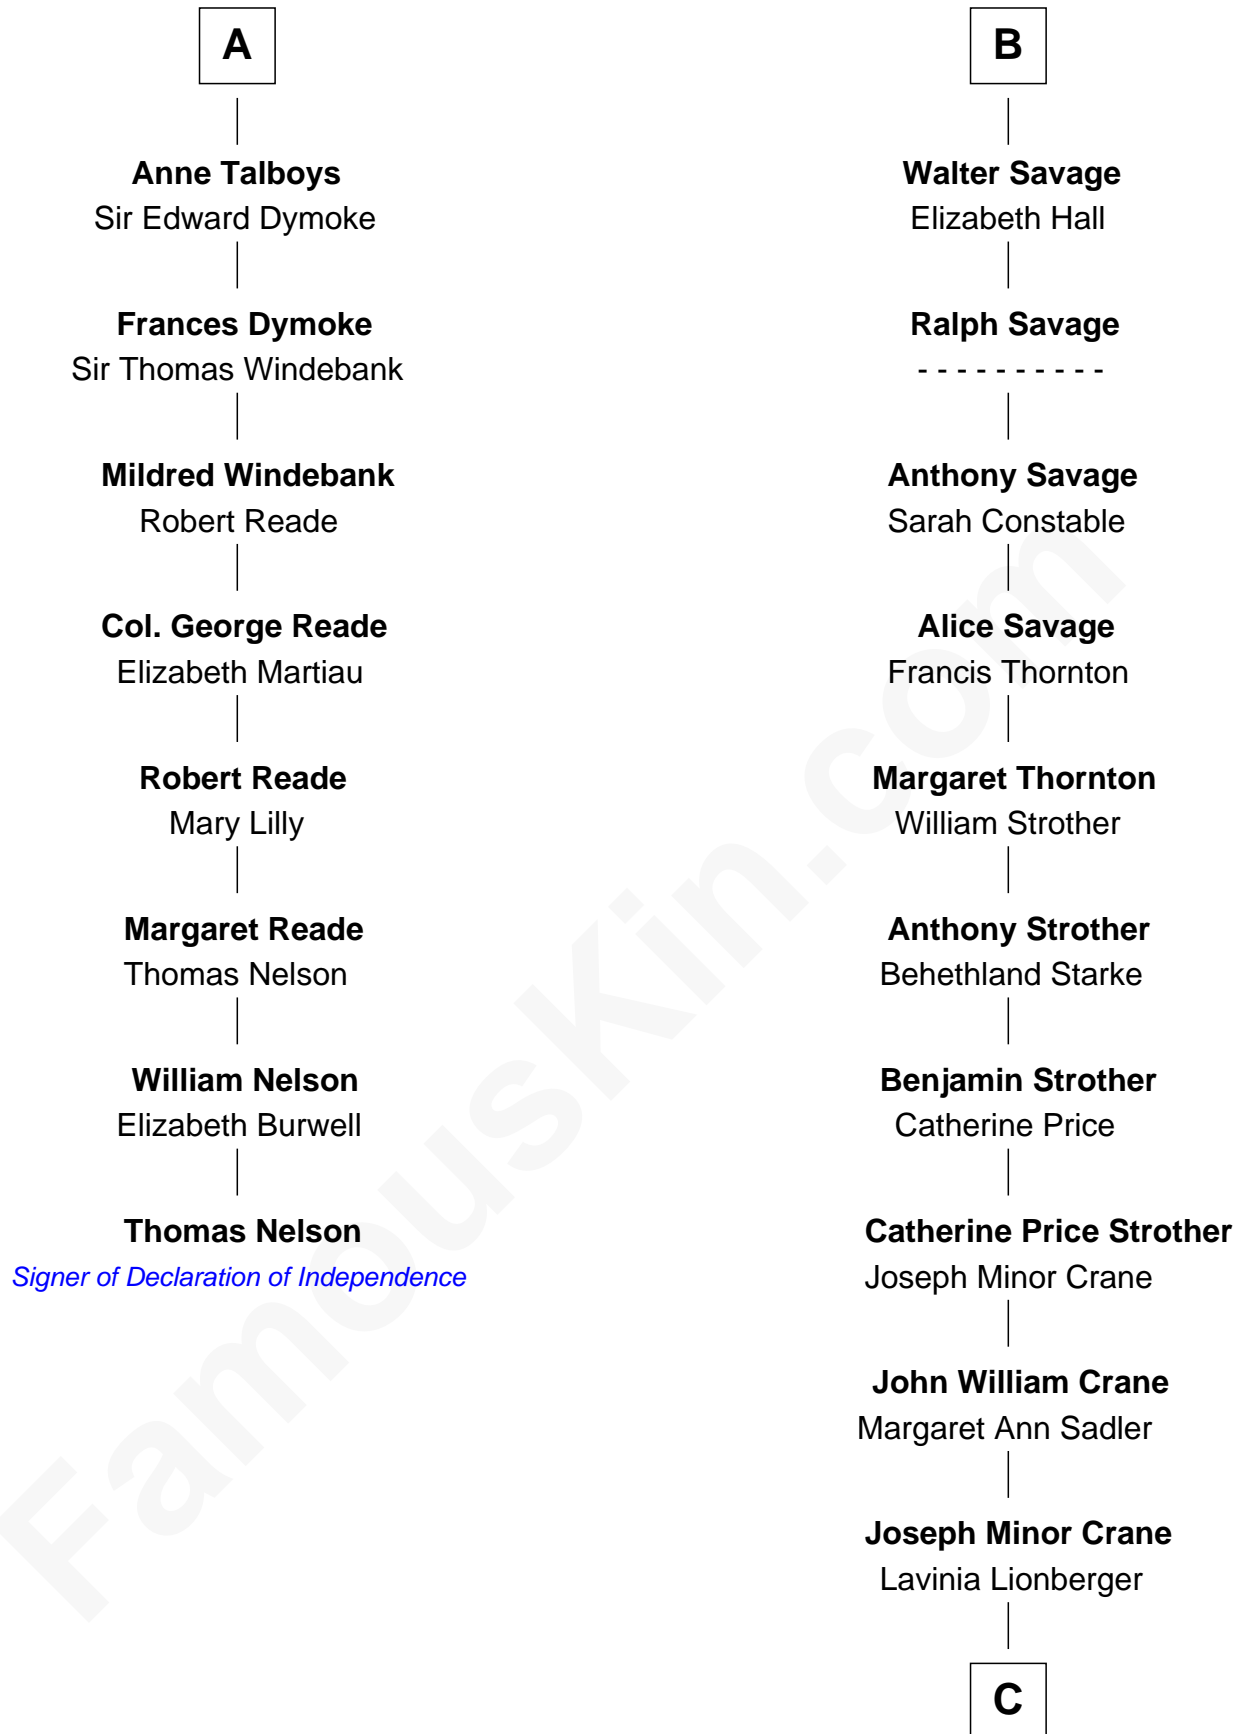 A
Anne Talboys
Sir Edward Dymoke
Frances Dymoke
Sir Thomas Windebank
Mildred Windebank
Robert Reade
Col. George Reade
Elizabeth Martiau
Robert Reade
Mary Lilly
Margaret Reade
Thomas Nelson
William Nelson
Elizabeth Burwell
Thomas Nelson
Signer of Declaration of Independence
B
Walter Savage
Elizabeth Hall
Ralph Savage
- - - - - - - - - -
Anthony Savage
Sarah Constable
Alice Savage
Francis Thornton
Margaret Thornton
William Strother
Anthony Strother
Behethland Starke
Benjamin Strother
Catherine Price
Catherine Price Strother
Joseph Minor Crane
John William Crane
Margaret Ann Sadler
Joseph Minor Crane
Lavinia Lionberger
C
FamousKin.com